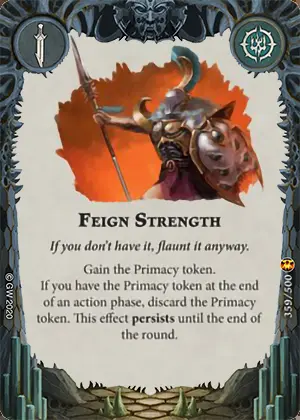 FEIGN STRENGTH
If you don't have it, flaunt it anyway.
Gain the Primacy token.
If you have the Primacy token at the end
of an action phase, discard the Primacy
token. This effect persists until the end of
the round.
© GW 2020
359/500